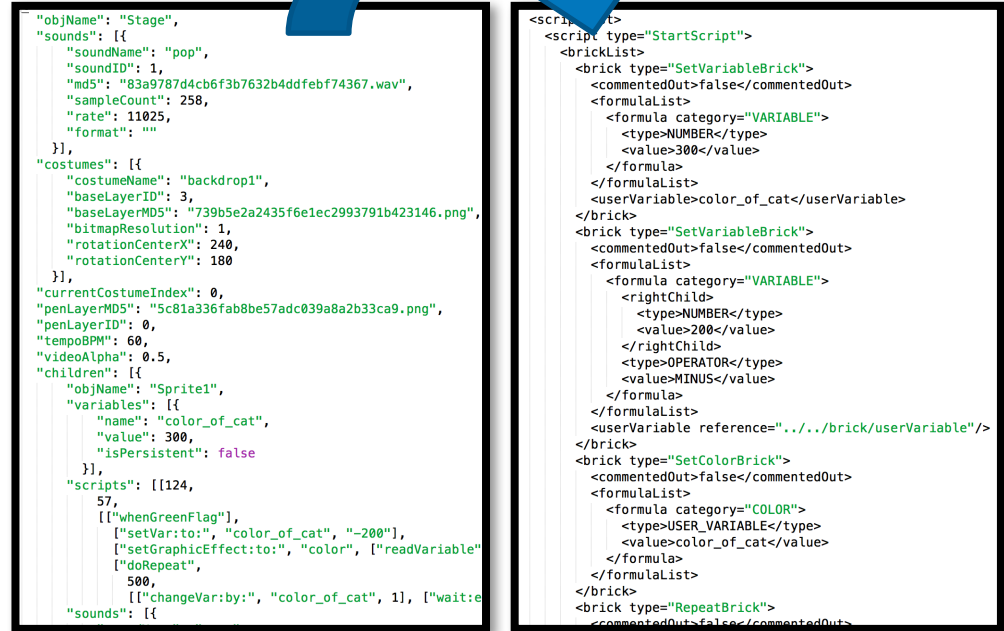 "objName": "Stage",
"sounds": [{
"soundName": "pop",
"soundID": 1,
"md5": "83a9787d4cb6f3b7632b4ddfebf74367.wav",
"sampleCount": 258,
"rate": 11025,
"format": ""
}],
"costumes": [{
"costumeName": "backdrop1",
"baseLayerID": 3,
"baseLayerMD5": "739b5e2a2435f6e1ec2993791b423146.png",
"bitmapResolution": 1,
"rotationCenterX": 240,
"rotationCenterY": 180
}],
"currentCostumeIndex": 0,
"penLayerMD5": "5c81a336fab8be57adc039a8a2b33ca9.png",
"penLayerID": 0,
"tempoBPM": 60,
"videoAlpha": 0.5,
"children": [{
"objName": "Sprite1",
"variables": [{
"name": "color_of_cat",
"value": 300,
"isPersistent": false
}],
"scripts": [[124,
57,
[["whenGreenFlag"],
["setVar:to:", "color_of_cat", "-200"],
["setGraphicEffect:to:", "color", ["readVariable"
["doRepeat",
500,
[["changeVar:by:", "color_of_cat", 1], ["wait:e
"sounds": [{
<script type="StartScript">
<brickList>
<brick type="SetVariableBrick">
<commentedOut>false</commentedOut>
<formulaList>
<formula category="VARIABLE">
<type>NUMBER</type>
<value>300</value>
</formula>
</formulaList>
<userVariable>color_of_cat</userVariable>
</brick>
<brick type="SetVariableBrick">
<commentedOut>false</commentedOut>
<formulaList>
<formula category="VARIABLE">
<rightChild>
<type>NUMBER</type>
<value>200</value>
</rightChild>
<type>OPERATOR</type>
<value>MINUS</value>
</formula>
</formulaList>
<userVariable reference="../../brick/userVariable"/>
</brick>
<brick type="SetColorBrick">
<commentedOut>false</commentedOut>
<formulaList>
<formula category="COLOR">
<type>USER_VARIABLE</type>
<value>color_of_cat</value>
</formula>
</formulaList>
</brick>
<brick type="RepeatBrick">
<commentedOut>false</commentedOut>